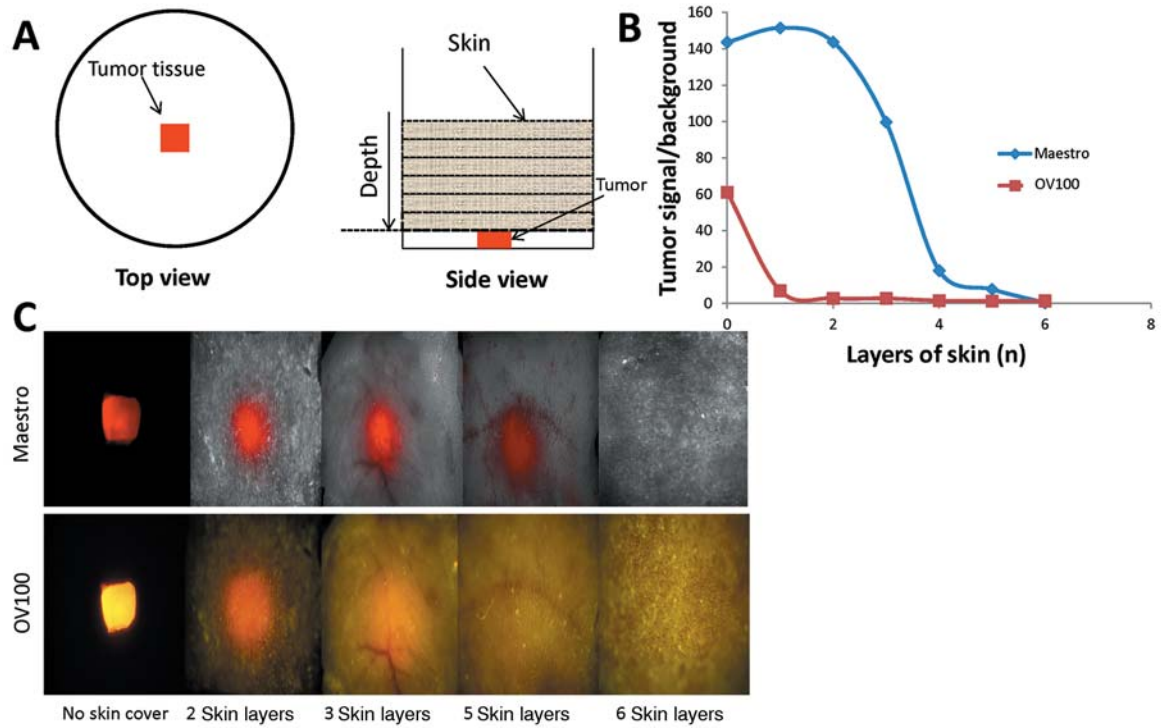 A
Tumor tissue
Top view
Skin
Depth
Tumor
Side view
B
Tumor signal/background
160
140
120
100
80
60
40
20
0
0 2 4 6 8
Layers of skin (n)
Maestro
OV100
C
Maestro
OV100
No skin cover 2 Skin layers 3 Skin layers 5 Skin layers 6 Skin layers